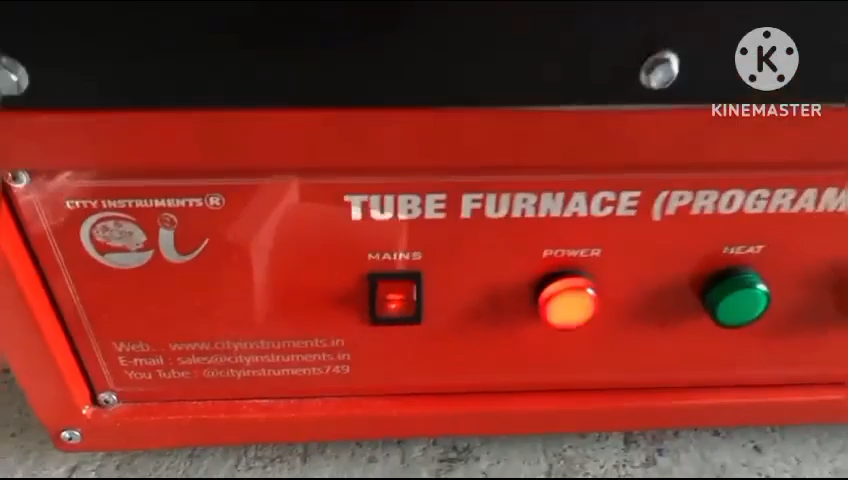 KINEMASTER
CITY INSTRUMENTS®
TUBE FURNACE (PROGRAM
MAINS
POWER
HEAT
Web.. : www.cityinstruments.in
E-mail : sales@cityinstruments.in
You Tube : @cityinstruments749